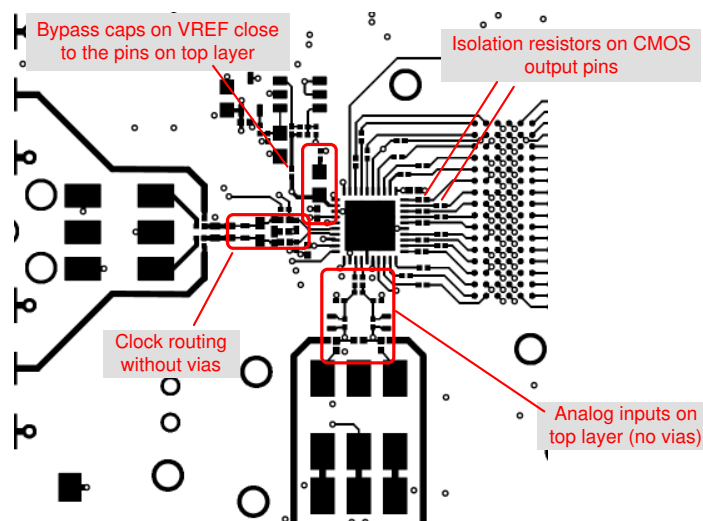 Bypass caps on VREF close
to the pins on top layer
Isolation resistors on CMOS
output pins
Clock routing
without vias
Analog inputs on
top layer (no vias)